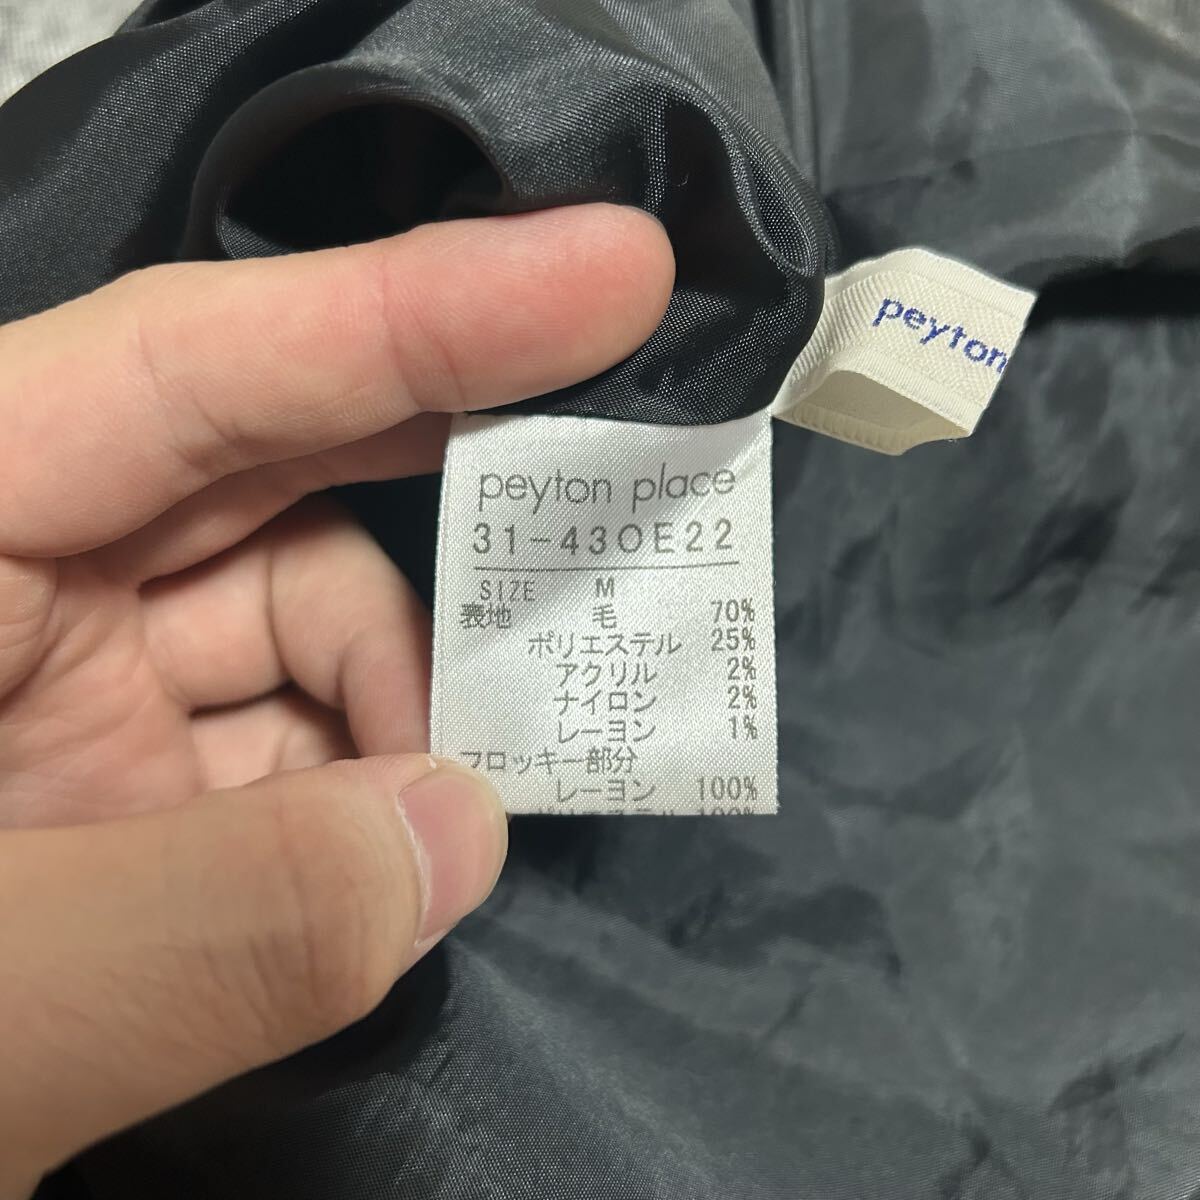 peyton
peyton place
31-430E22
SIZE M
表地 毛 70%
ポリエステル 25%
アクリル 2%
ナイロン 2%
レーヨン 1%
フロッキー部分
レーヨン 100%